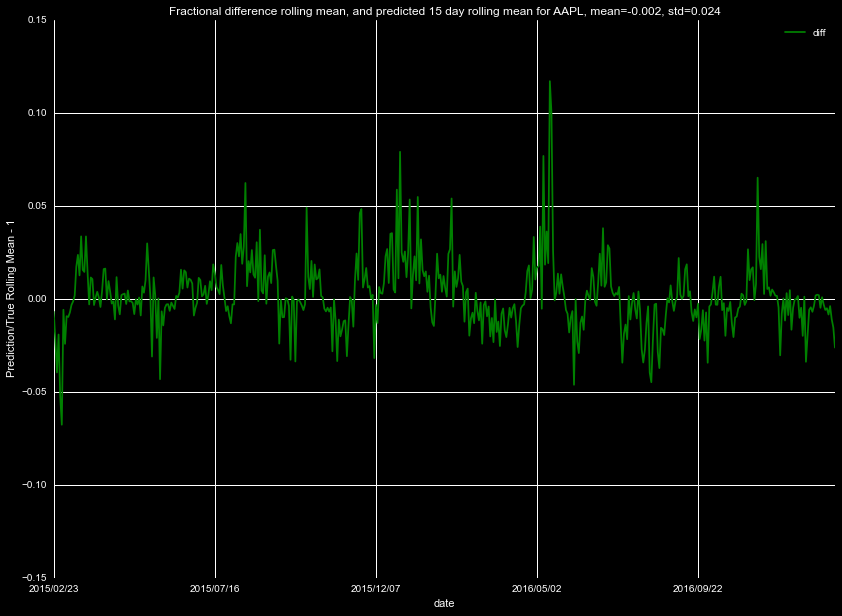 Fractional difference rolling mean, and predicted 15 day rolling mean for AAPL, mean=-0.002, std=0.024
diff
Prediction/True Rolling Mean - 1
0.15
0.10
0.05
0.00
−0.05
−0.10
−0.15
2015/02/23 2015/07/16 2015/12/07 2016/05/02 2016/09/22
date